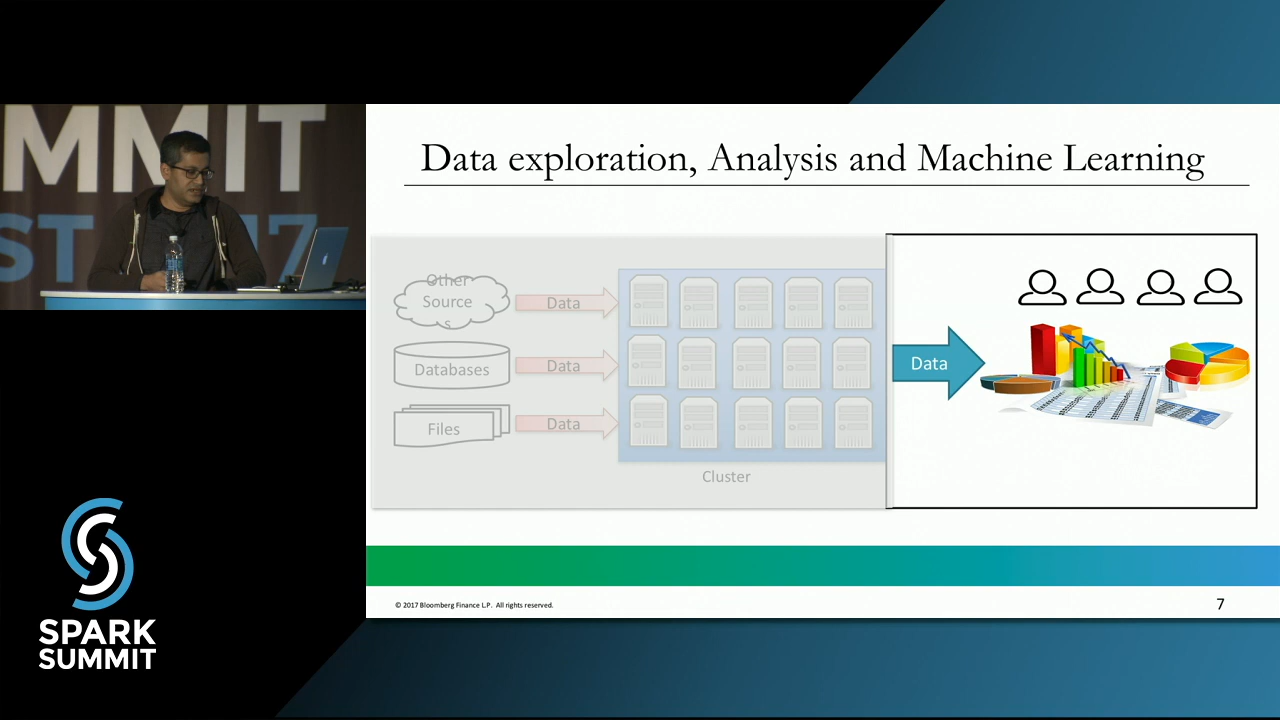 MMIT
ST 17
Data exploration, Analysis and Machine Learning
Other
Source
s
Data
Databases
Data
Files
Data
Cluster
Data
SPARK
SUMMIT
© 2017 Bloomberg Finance L.P. All rights reserved.
7